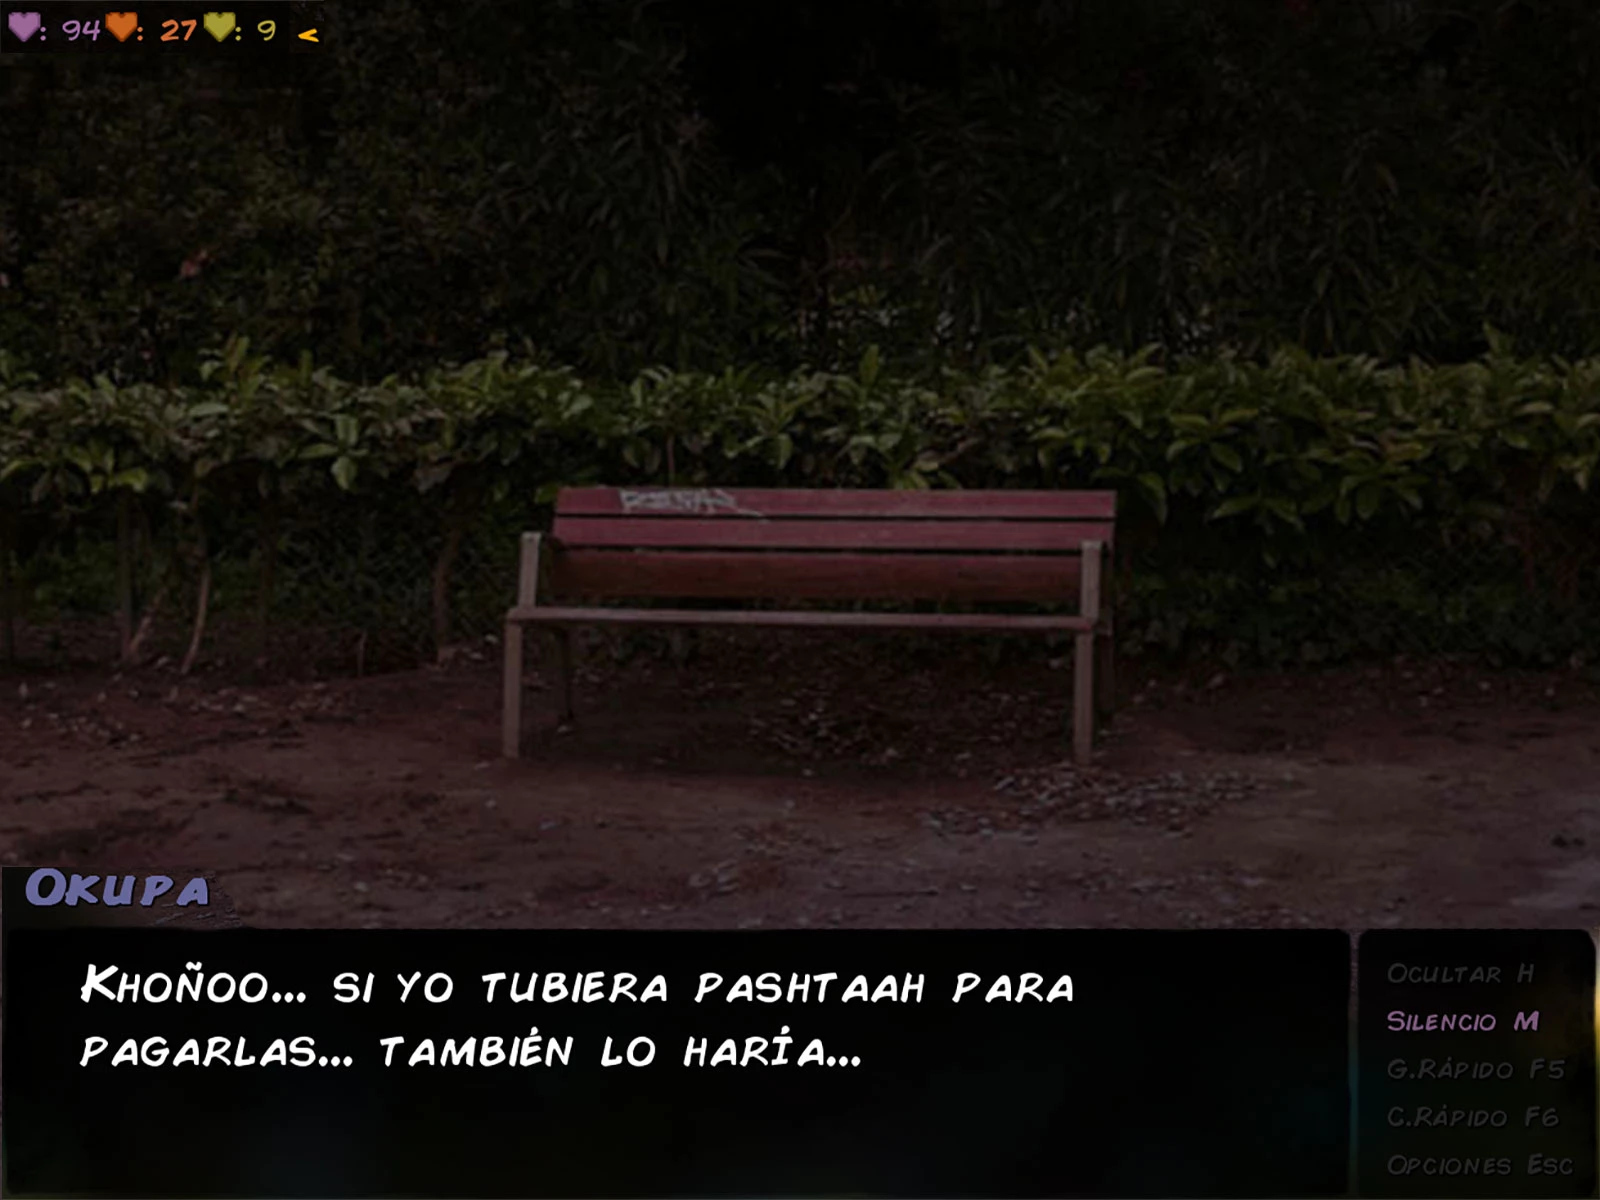 : 94 : 27 : 9 <
Okupa
Khoñoo... si yo tubiera pashtaah para
pagarlas... también lo haría...
Ocultar H
Silencio M
G.Rápido F5
C.Rápido F6
Opciones Esc